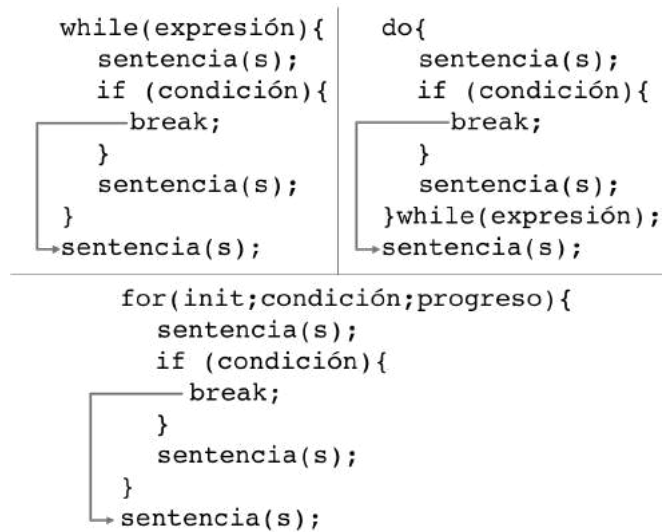 while(expresión){
sentencia(s);
if (condición){
break;
}
sentencia(s);
}
sentencia(s);
do{
sentencia(s);
if (condición){
break;
}
sentencia(s);
}while(expresión);
sentencia(s);
for(init;condición;progreso){
sentencia(s);
if (condición){
break;
}
sentencia(s);
}
sentencia(s);